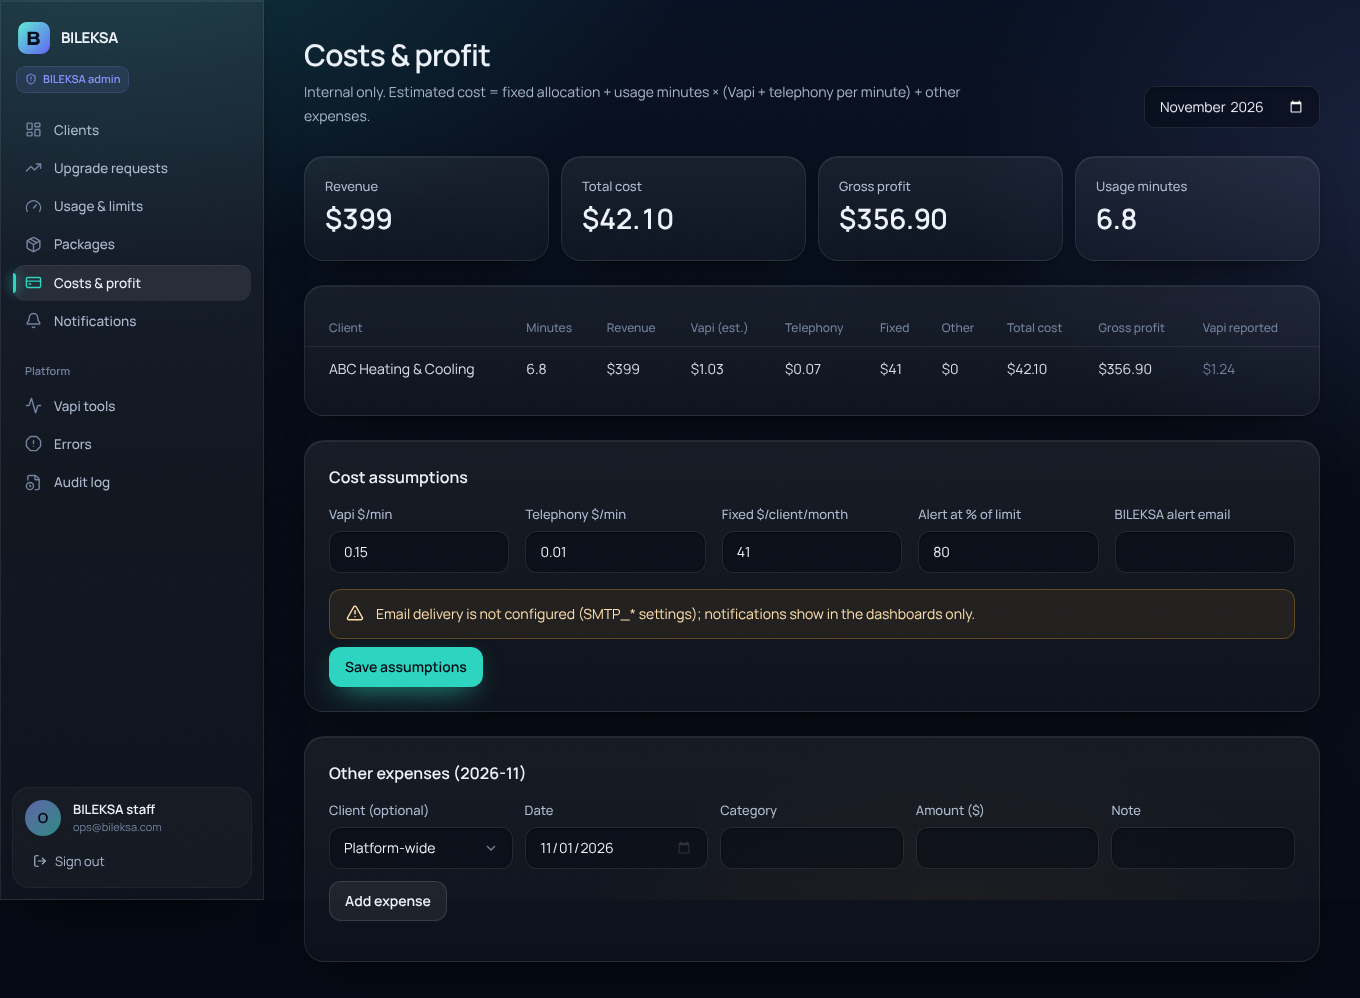 B BILEKSA
BILEKSA admin
Clients
Upgrade requests
Usage & limits
Packages
Costs & profit
Notifications
Platform
Vapi tools
Errors
Audit log
O BILEKSA staff
ops@bileksa.com
Sign out
Costs & profit
Internal only. Estimated cost = fixed allocation + usage minutes × (Vapi + telephony per minute) + other
expenses.
November 2026
Revenue
$399
Total cost
$42.10
Gross profit
$356.90
Usage minutes
6.8
Client Minutes Revenue Vapi (est.) Telephony Fixed Other Total cost Gross profit Vapi reported
ABC Heating & Cooling 6.8 $399 $1.03 $0.07 $41 $0 $42.10 $356.90 $1.24
Cost assumptions
Vapi $/min Telephony $/min Fixed $/client/month Alert at % of limit BILEKSA alert email
0.15 0.01 41 80
Email delivery is not configured (SMTP_* settings); notifications show in the dashboards only.
Save assumptions
Other expenses (2026-11)
Client (optional) Date Category Amount ($) Note
Platform-wide 11/01/2026
Add expense